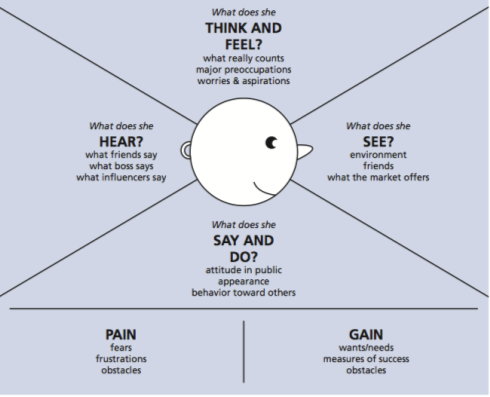 What does she
THINK AND
FEEL?
what really counts
major preoccupations
worries & aspirations
What does she
HEAR?
what friends say
what boss says
what influencers say
What does she
SEE?
environment
friends
what the market offers
What does she
SAY AND
DO?
attitude in public
appearance
behavior toward others
PAIN
fears
frustrations
obstacles
GAIN
wants/needs
measures of success
obstacles